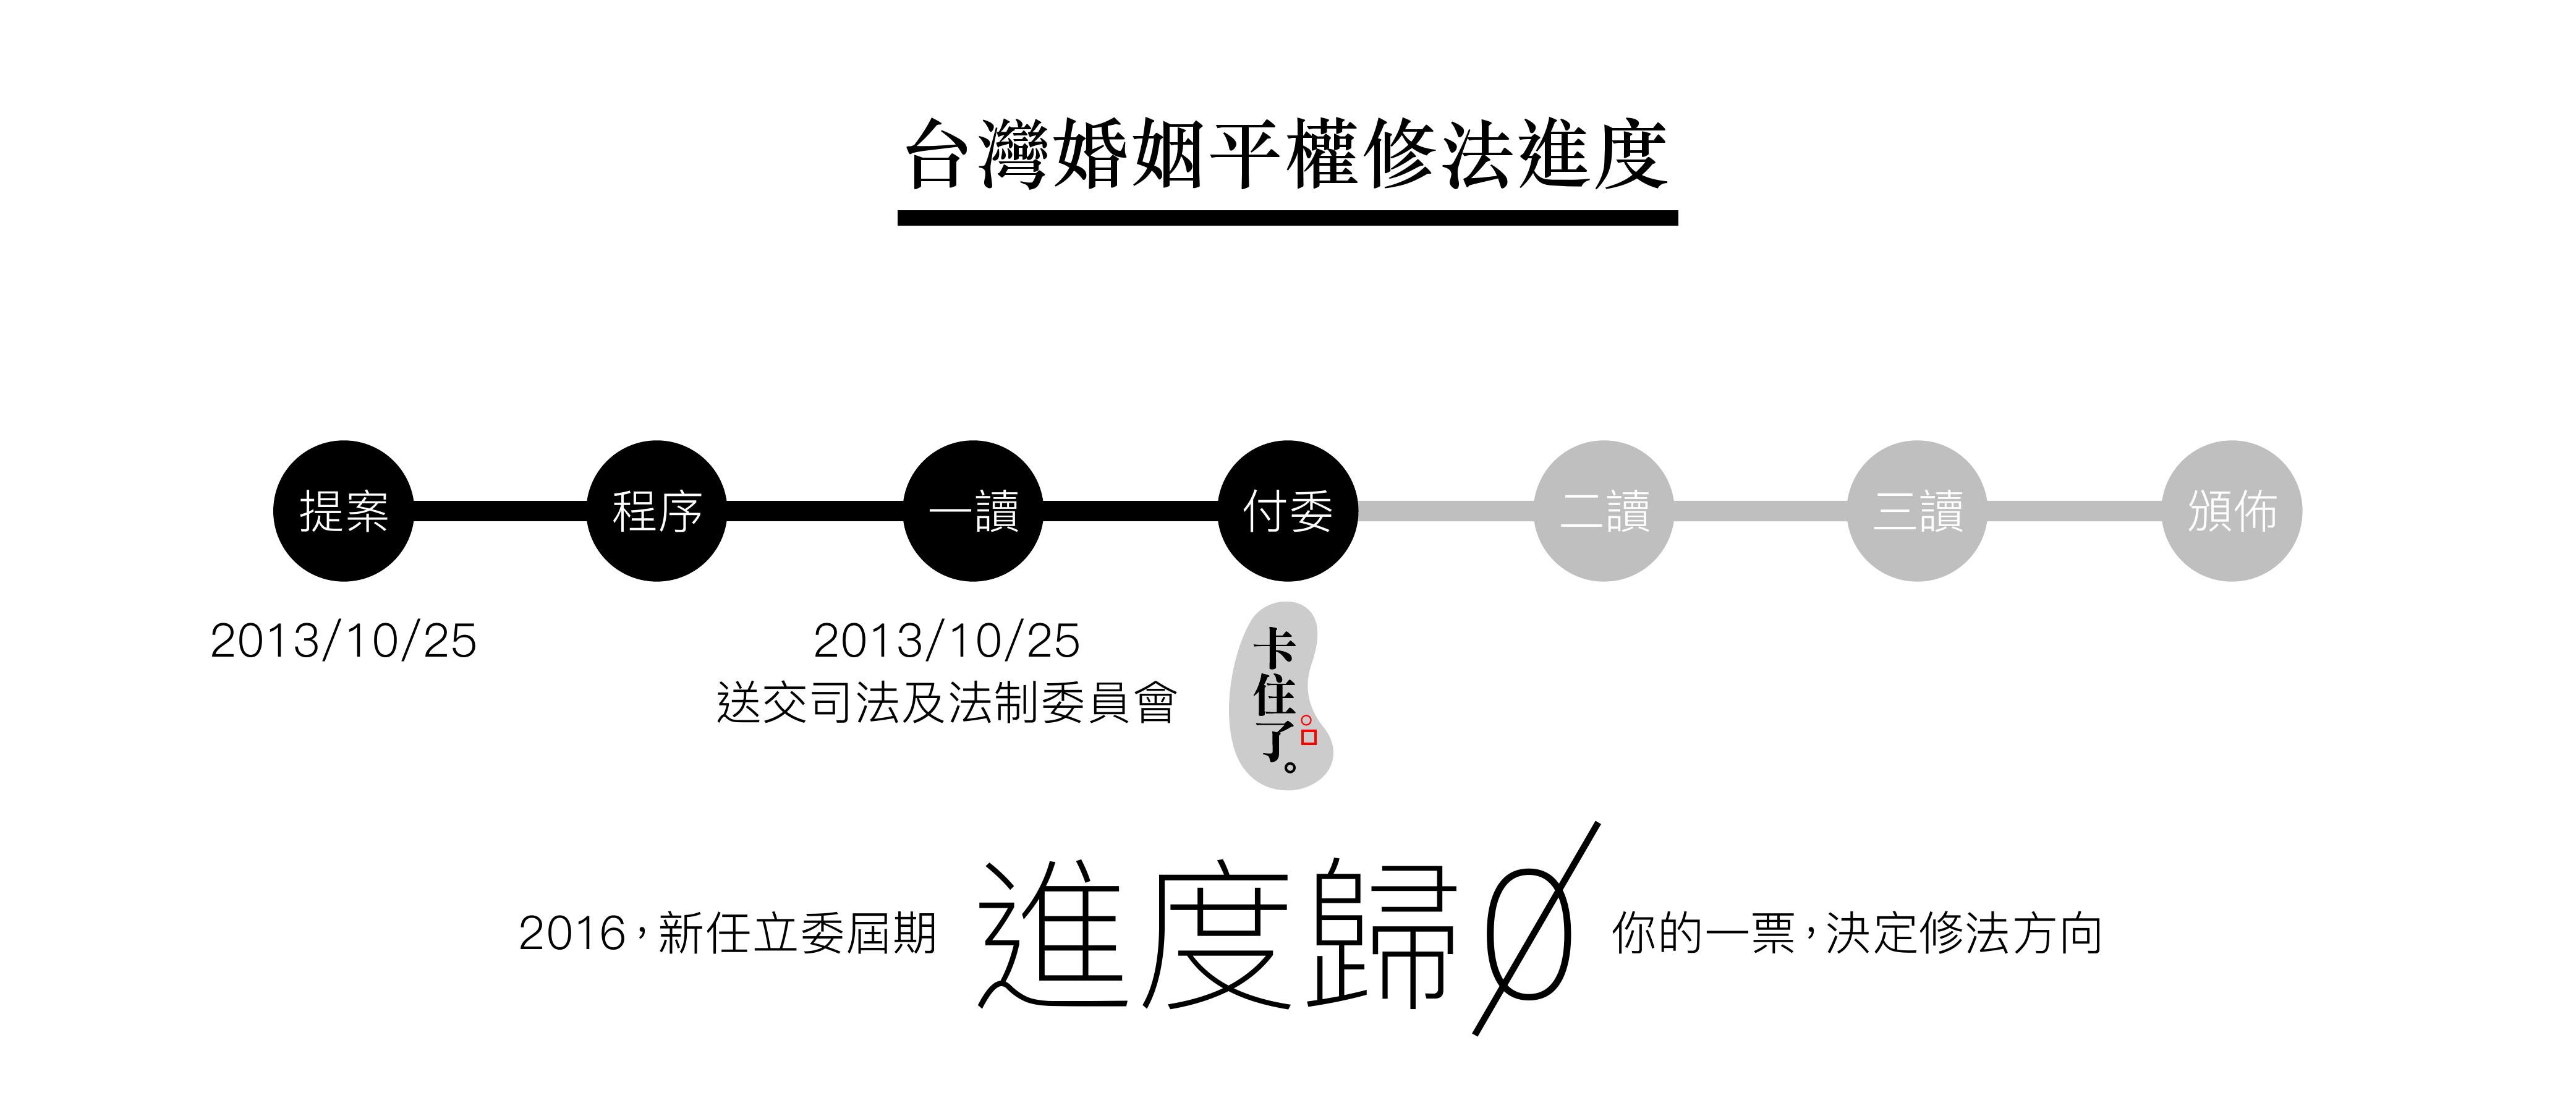 台灣婚姻平權修法進度
提案
程序
一讀
付委
二讀
三讀
頒佈
2013/10/25
2013/10/25
送交司法及法制委員會
卡住了。
2016，新任立委屆期
進度歸0
你的一票，決定修法方向